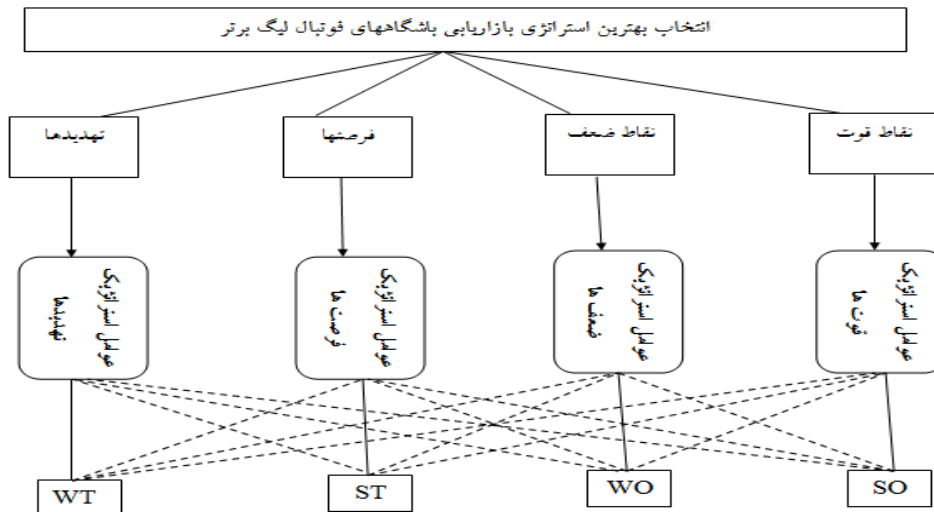 انتخاب بهترین استراتژی بازاریابی باشگاههای فوتبال لیگ برتر
نقاط قوت
نقاط ضعف
فرصتها
تهدیدها
عوامل استراتژیک
قوت ها
عوامل استراتژیک
ضعف ها
عوامل استراتژیک
فرصت ها
عوامل استراتژیک
تهدیدها
SO
WO
ST
WT